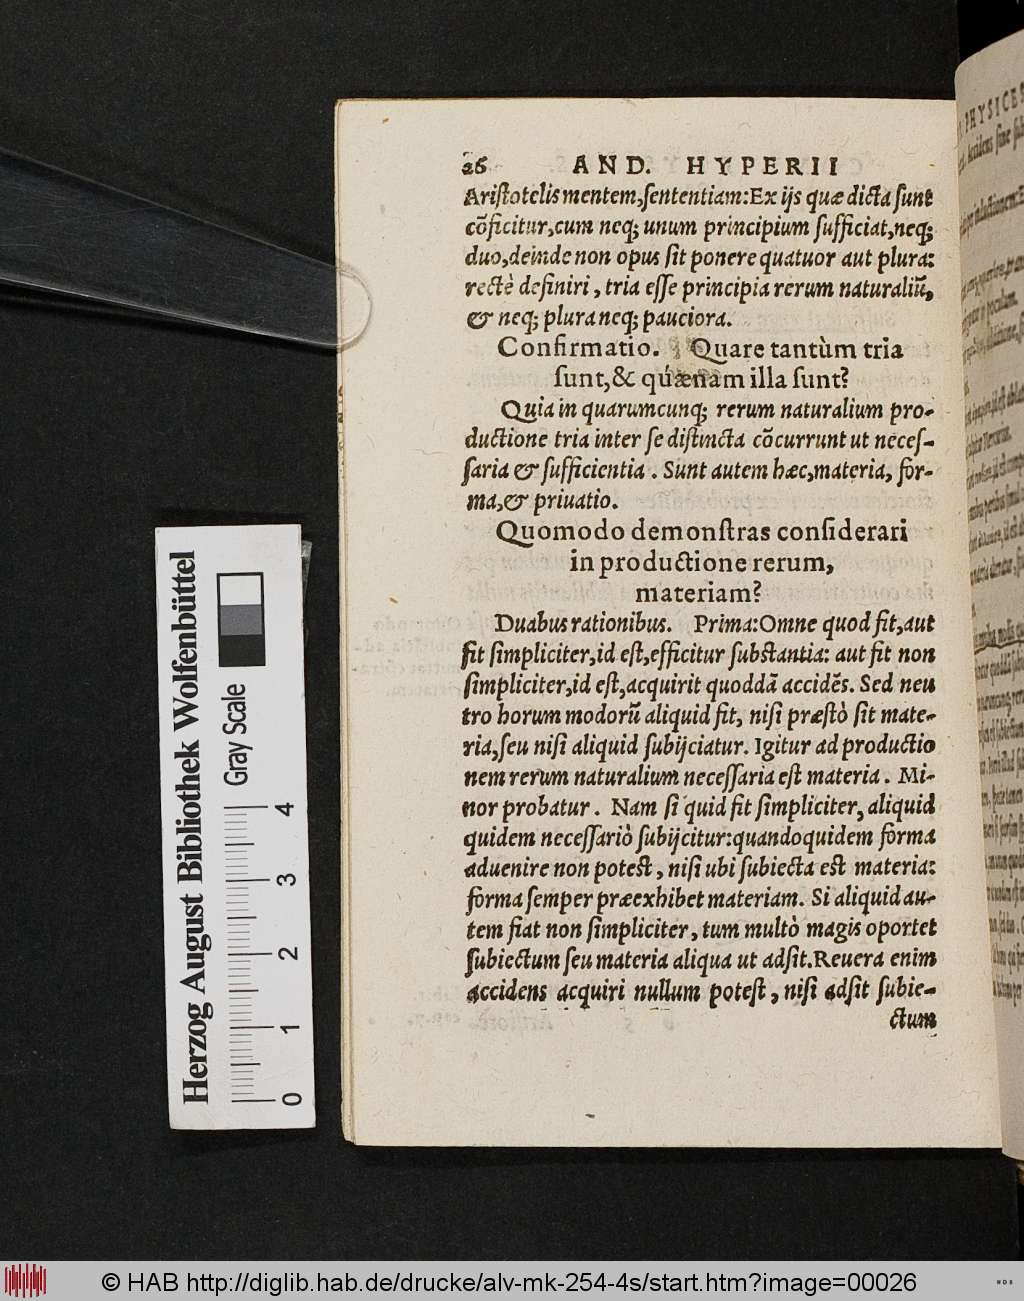 26 AND. HYPERII
Ariſtotelis mentem,ſententiam:Ex ijs quæ dicta ſunt
cōficitur,cum neq; unum principium ſufficiat,neq;
duo,deinde non opus ſit ponere quatuor aut plura:
rectè definiri, tria eſſe principia rerum naturaliū,
& neq; plura neq; pauciora.
Confirmatio. Quare tantùm tria
ſunt,& quænam illa ſunt?
Quia in quarumcunq; rerum naturalium pro-
ductione tria inter ſe diſtincta cōcurrunt ut neceſ-
ſaria & ſufficientia. Sunt autem hæc,materia, for-
ma,& priuatio.
Quomodo demonſtras conſiderari
in productione rerum,
materiam?
Duabus rationibus. Prima:Omne quod fit,aut
fit ſimpliciter,id eſt,efficitur ſubſtantia: aut fit non
ſimpliciter,id eſt,acquirit quoddā accidēs. Sed neu
tro horum modorū aliquid fit, niſi præſtò ſit mate-
ria,ſeu niſi aliquid ſubijciatur. Igitur ad productio
nem rerum naturalium neceſſaria eſt materia. Mi-
nor probatur. Nam ſi quid fit ſimpliciter, aliquid
quidem neceſſariò ſubijcitur:quandoquidem forma
aduenire non poteſt, niſi ubi ſubiecta eſt materia:
forma ſemper præexhibet materiam. Si aliquid au-
tem fiat non ſimpliciter, tum multò magis oportet
ſubiectum ſeu materia aliqua ut adſit.Reuera enim
accidens acquiri nullum poteſt, niſi adſit ſubie-
ctum
PHYSICES
Herzog August Bibliothek Wolfenbüttel
Gray Scale
0 1 2 3 4
© HAB http://diglib.hab.de/drucke/alv-mk-254-4s/start.htm?image=00026